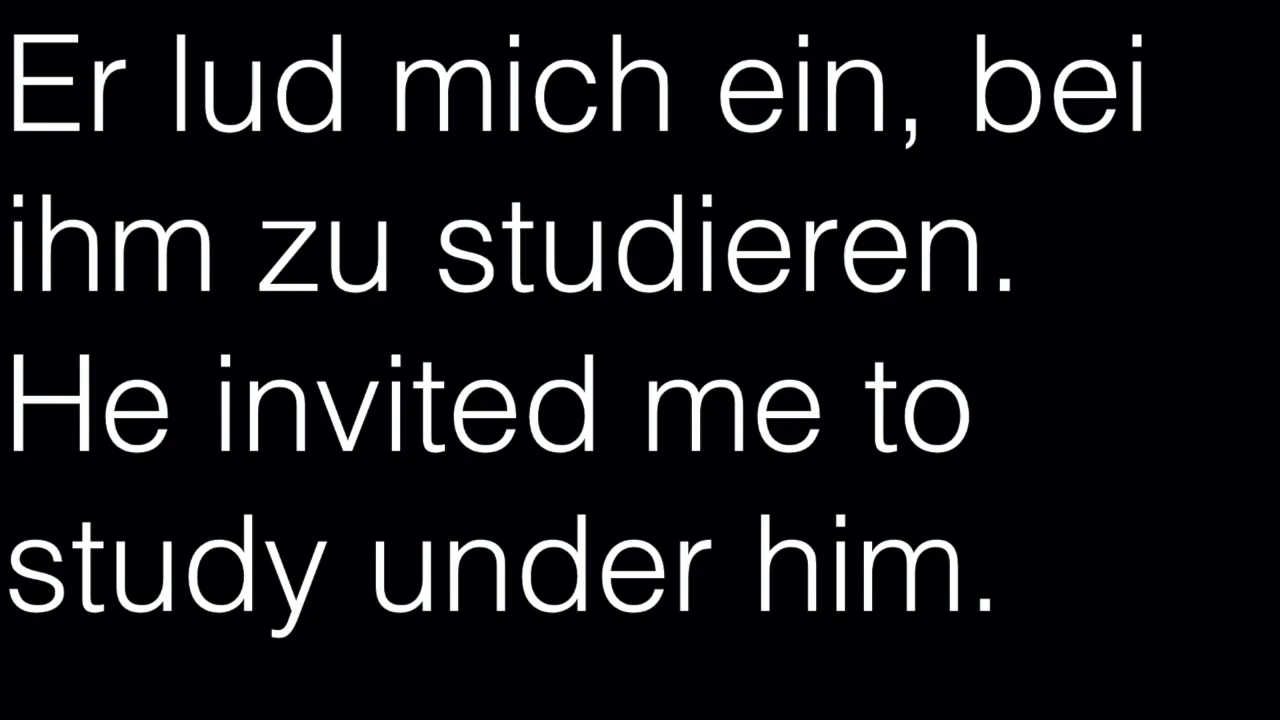 Er lud mich ein, bei
ihm zu studieren.
He invited me to
study under him.